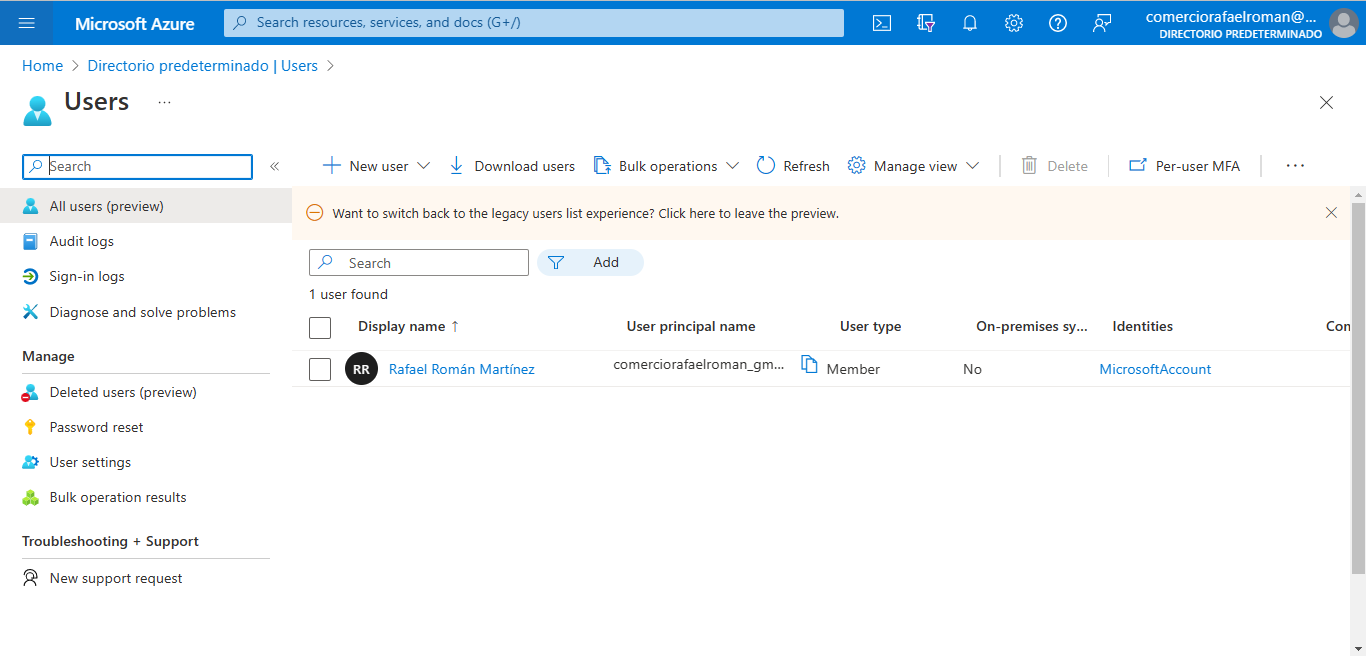 Microsoft Azure
Search resources, services, and docs (G+/)
comerciorafaelroman@...
DIRECTORIO PREDETERMINADO
Home > Directorio predeterminado | Users >
Users ...
Search
«
New user
Download users
Bulk operations
Refresh
Manage view
Delete
Per-user MFA
...
All users (preview)
Audit logs
Sign-in logs
Diagnose and solve problems
Manage
Deleted users (preview)
Password reset
User settings
Bulk operation results
Troubleshooting + Support
New support request
Want to switch back to the legacy users list experience? Click here to leave the preview.
Search
Add
1 user found
Display name ↑ User principal name User type On-premises sy... Identities Con
RR Rafael Román Martínez comerciorafaelroman_gm... Member No MicrosoftAccount